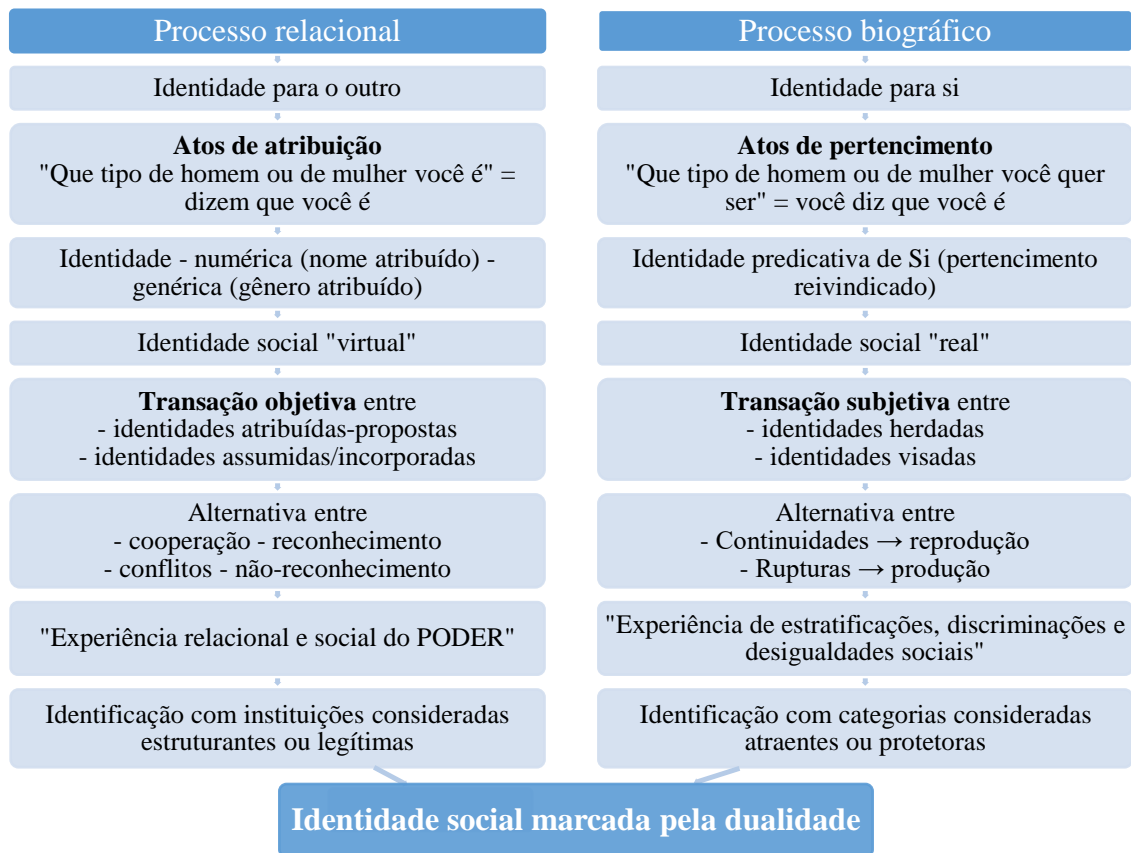 Processo relacional
Identidade para o outro
Atos de atribuição
"Que tipo de homem ou de mulher você é" =
dizem que você é
Identidade - numérica (nome atribuído) -
genérica (gênero atribuído)
Identidade social "virtual"
Transação objetiva entre
- identidades atribuídas-propostas
- identidades assumidas/incorporadas
Alternativa entre
- cooperação - reconhecimento
- conflitos - não-reconhecimento
"Experiência relacional e social do PODER"
Identificação com instituições consideradas
estruturantes ou legítimas
Processo biográfico
Identidade para si
Atos de pertencimento
"Que tipo de homem ou de mulher você quer
ser" = você diz que você é
Identidade predicativa de Si (pertencimento
reivindicado)
Identidade social "real"
Transação subjetiva entre
- identidades herdadas
- identidades visadas
Alternativa entre
- Continuidades → reprodução
- Rupturas → produção
"Experiência de estratificações, discriminações e
desigualdades sociais"
Identificação com categorias consideradas
atraentes ou protetoras
Identidade social marcada pela dualidade